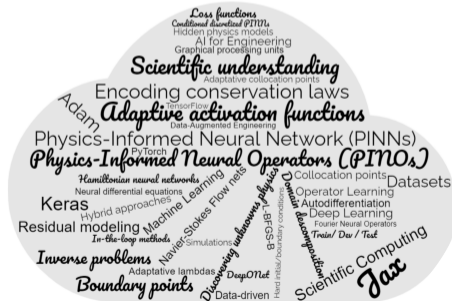 Loss functions
Conditioned discretized PINNs
Hidden physics models
AI for Engineering
Graphical processing units
Scientific understanding
Adaptative collocation points
Encoding conservation laws
Adam
TensorFlow
Adaptive activation functions
Data-Augmented Engineering
Physics-Informed Neural Network (PINNs)
PyTorch
Physics-Informed Neural Operators (PINOs)
Hamiltonian neural networks
Collocation points
Datasets
Neural differential equations
Operator Learning
Keras
Hybrid approaches
Machine Learning
Autodifferentiation
Deep Learning
Residual modeling
Fourier Neural Operators
In-the-loop methods
Navier-Stokes Flow nets
Simulations
Discovering unknowns physics
L-BFGS-B
Hard initial/boundary conditions
Domain decomposition
Train/ Dev / Test
Inverse problems
Adaptative lambdas
DeepONet
Scientific Computing
Boundary points
Data-driven
Jax